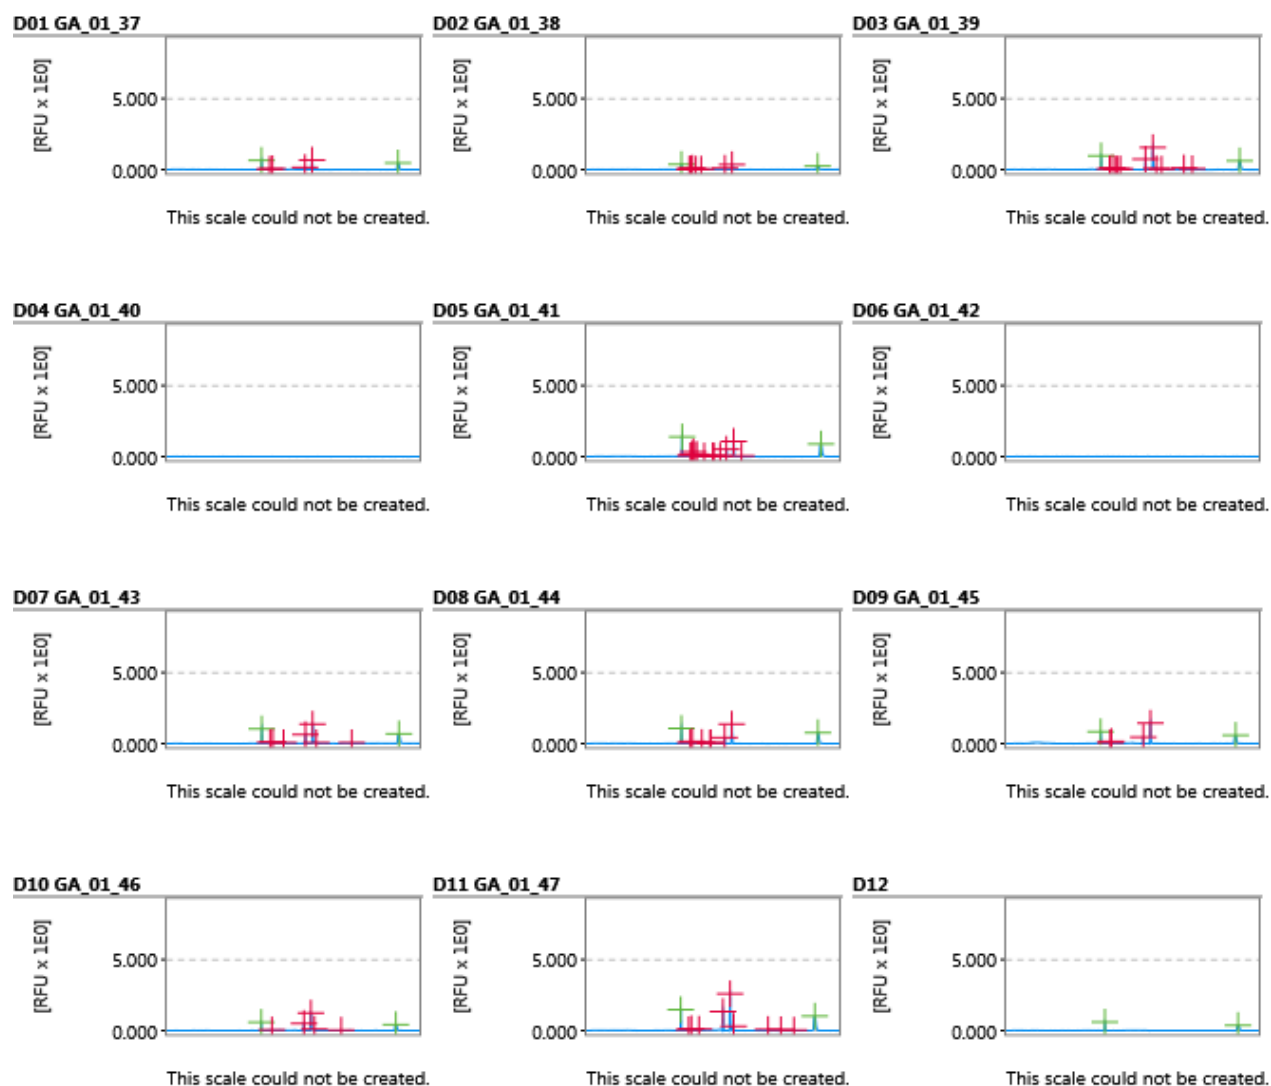 D01 GA_01_37
D02 GA_01_38
D03 GA_01_39
[RFU x 1E0]
5.000
0.000
[RFU x 1E0]
5.000
0.000
[RFU x 1E0]
5.000
0.000
This scale could not be created.
This scale could not be created.
This scale could not be created.
D04 GA_01_40
D05 GA_01_41
D06 GA_01_42
[RFU x 1E0]
5.000
0.000
[RFU x 1E0]
5.000
0.000
[RFU x 1E0]
5.000
0.000
This scale could not be created.
This scale could not be created.
This scale could not be created.
D07 GA_01_43
D08 GA_01_44
D09 GA_01_45
[RFU x 1E0]
5.000
0.000
[RFU x 1E0]
5.000
0.000
[RFU x 1E0]
5.000
0.000
This scale could not be created.
This scale could not be created.
This scale could not be created.
D10 GA_01_46
D11 GA_01_47
D12
[RFU x 1E0]
5.000
0.000
[RFU x 1E0]
5.000
0.000
[RFU x 1E0]
5.000
0.000
This scale could not be created.
This scale could not be created.
This scale could not be created.